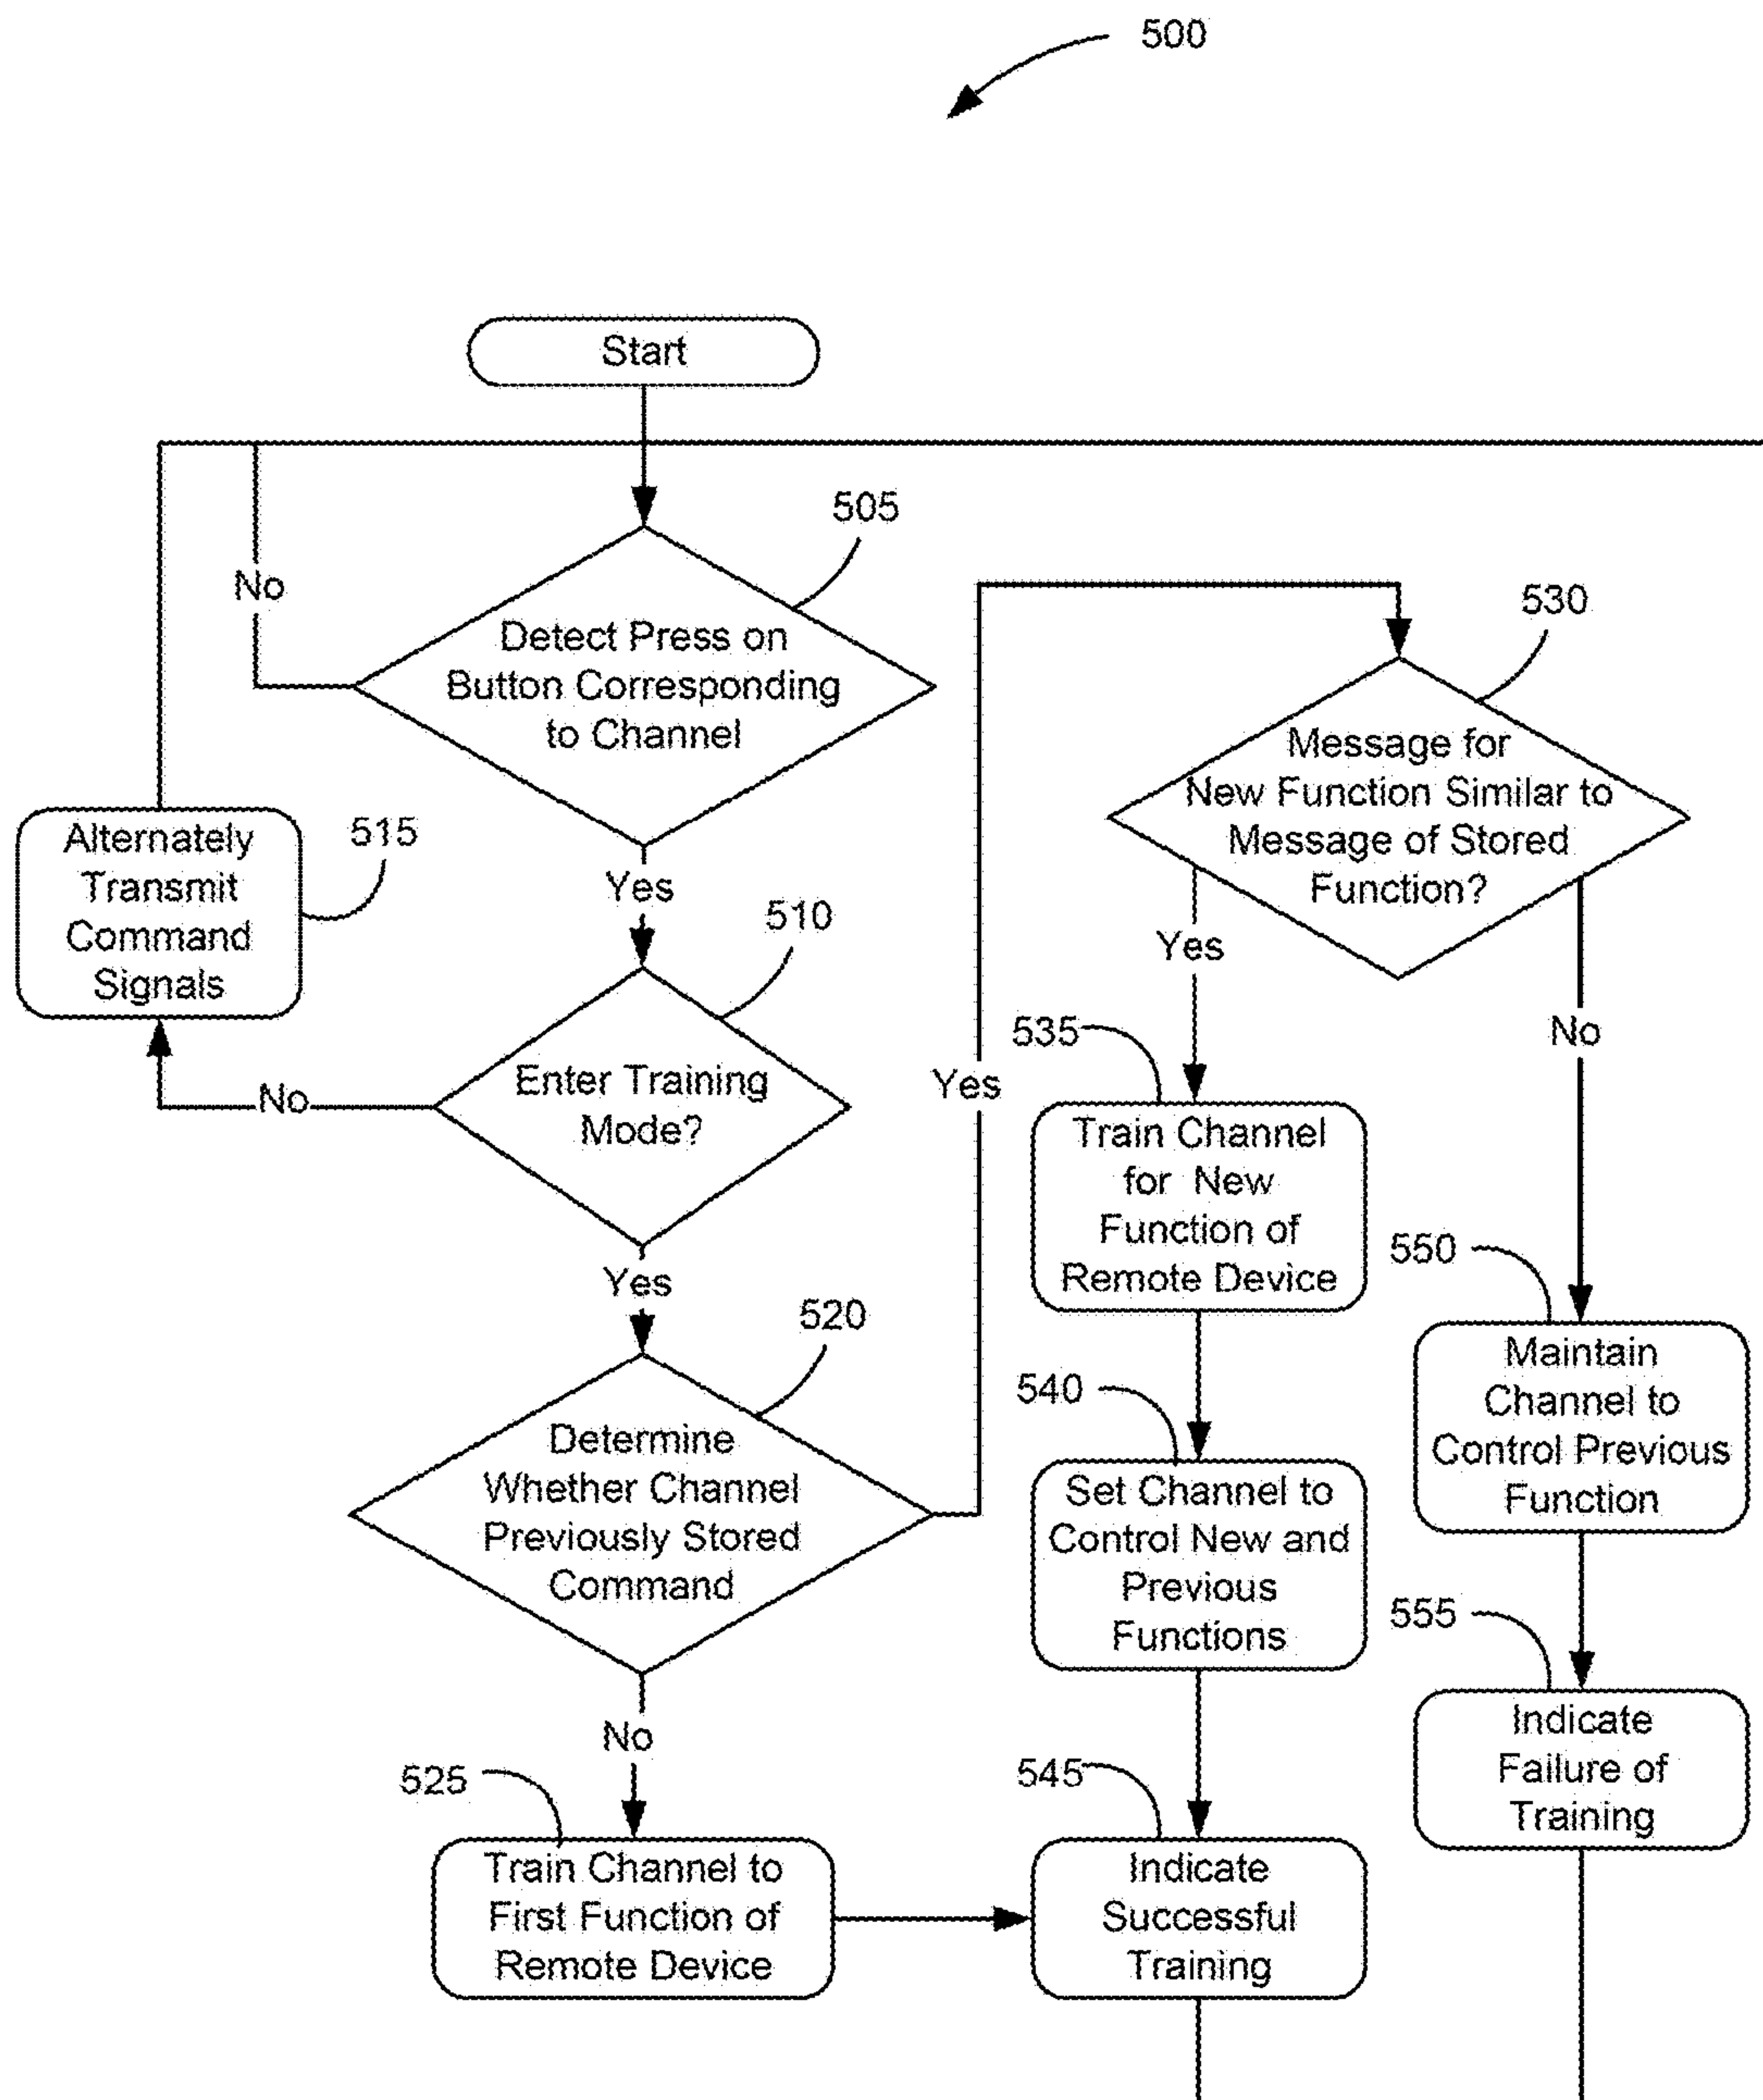 500
Start
505
No
Detect Press on
Button Corresponding
to Channel
530
Message for
New Function Similar to
Message of Stored
Function?
Alternately
Transmit
Command
Signals
515
Yes
510
Yes
No
535
Enter Training
Mode?
No
Yes
Train Channel
for New
Function of
Remote Device
Yes
550
520
Maintain
Channel to
Control Previous
Function
540
Determine
Whether Channel
Previously Stored
Command
Set Channel to
Control New and
Previous
Functions
555
Indicate
Failure of
Training
No
525
545
Train Channel to
First Function of
Remote Device
Indicate
Successful
Training